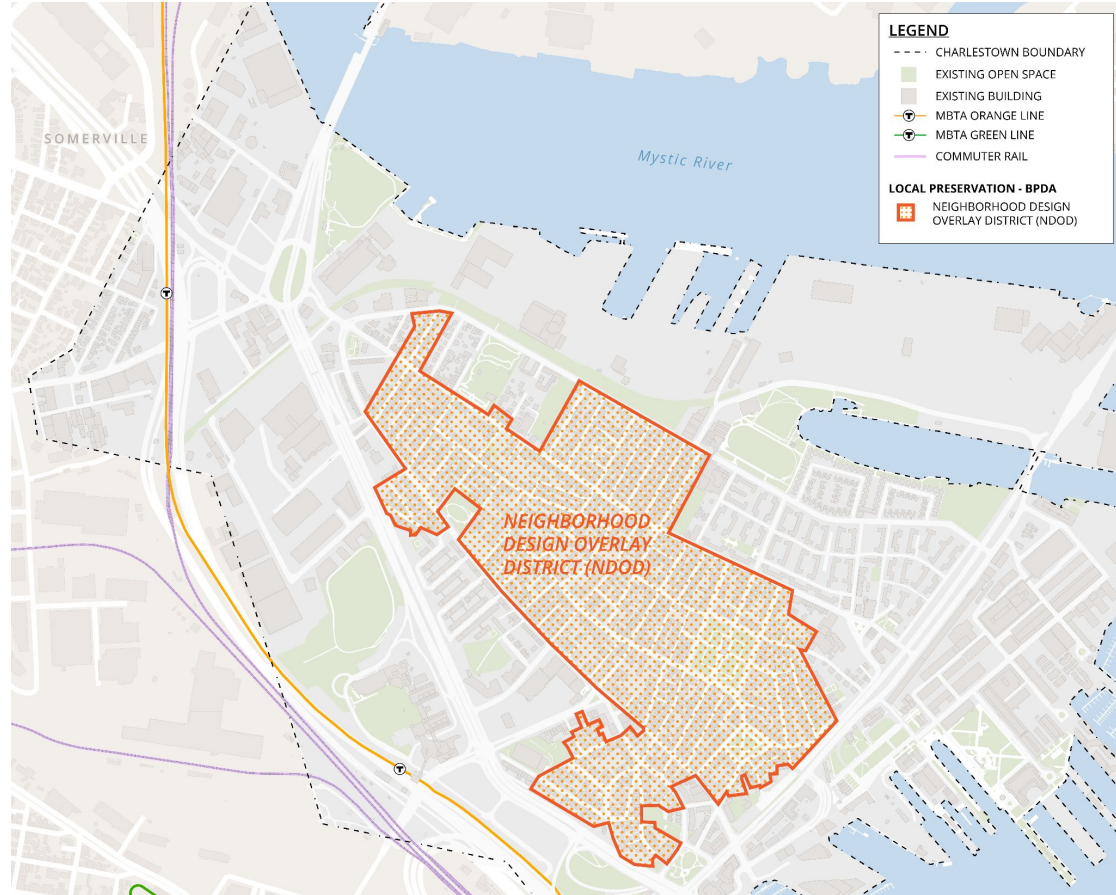 LEGEND
CHARLESTOWN BOUNDARY
EXISTING OPEN SPACE
EXISTING BUILDING
T MBTA ORANGE LINE
T MBTA GREEN LINE
COMMUTER RAIL
LOCAL PRESERVATION - BPDA
NEIGHBORHOOD DESIGN
OVERLAY DISTRICT (NDOD)
SOMERVILLE
Mystic River
T
NEIGHBORHOOD
DESIGN OVERLAY
DISTRICT (NDOD)
T